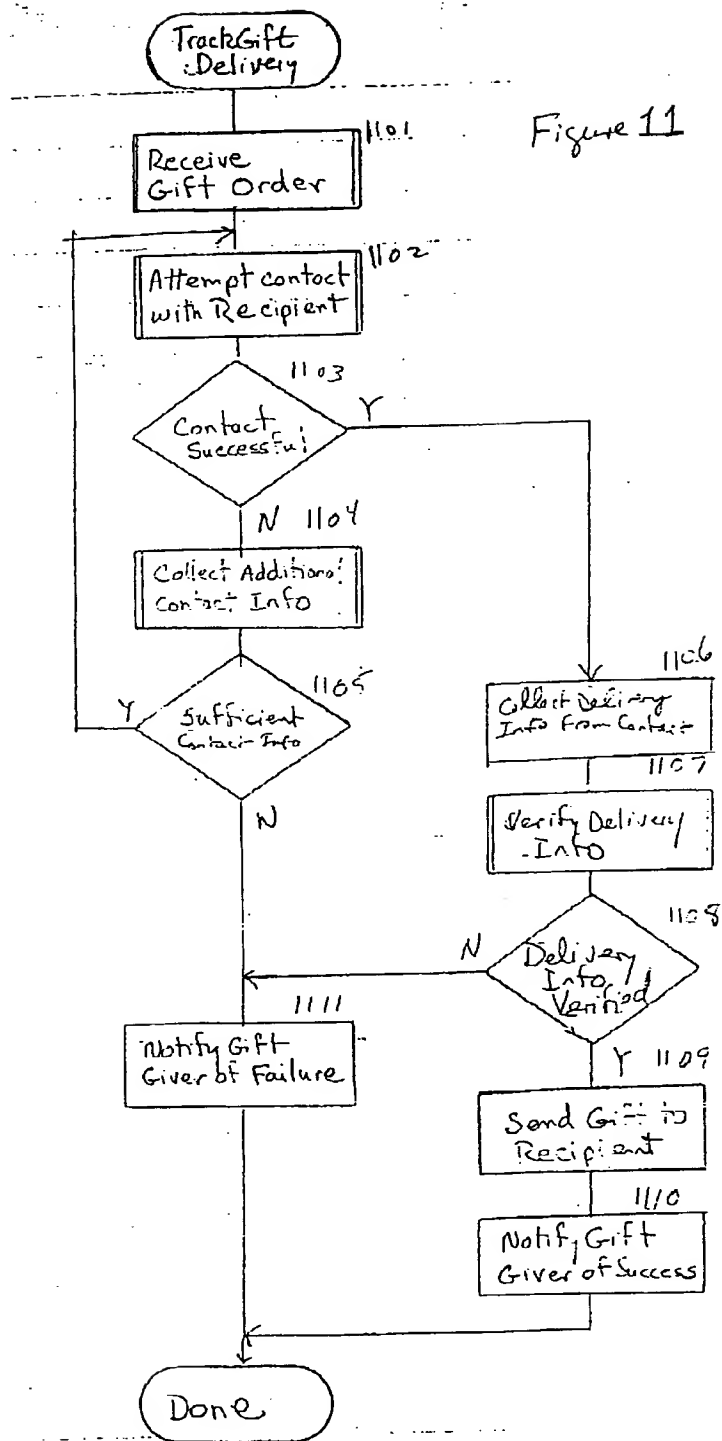 TrackGift
Delivery
Figure 11
1101
Receive
Gift Order
1102
Attempt contact
with Recipient
1103
Contact
Successful
Y
N 1104
Collect Additional
Contact Info
1105
Sufficient
Contact Info
Y
N
1106
Collect Delivery
Info From Contact
1107
Verify Delivery
Info
1108
Delivery
Info
Verified
N
Y 1109
1111
Notify Gift
Giver of Failure
Send Gift to
Recipient
1110
Notify Gift
Giver of Success
Done